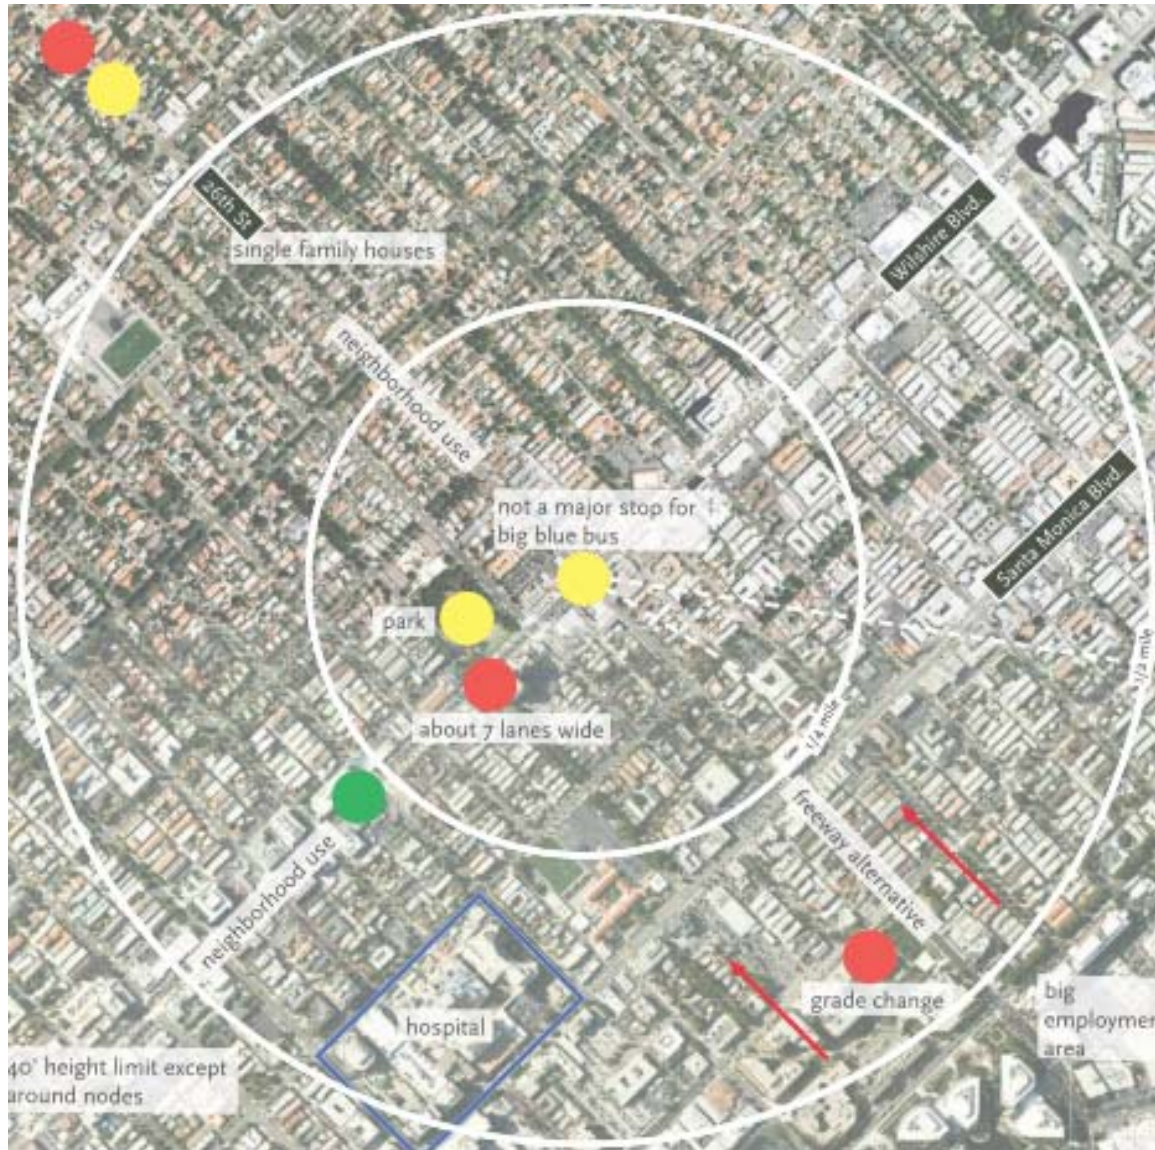 26th St
single family houses
Wilshire Blvd.
neighborhood use
Santa Monica Blvd.
not a major stop for
big blue bus
park
about 7 lanes wide
1/2 mile
1/4 mile
freeway alternative
neighborhood use
grade change
hospital
big
employmen
area
40' height limit except
around nodes